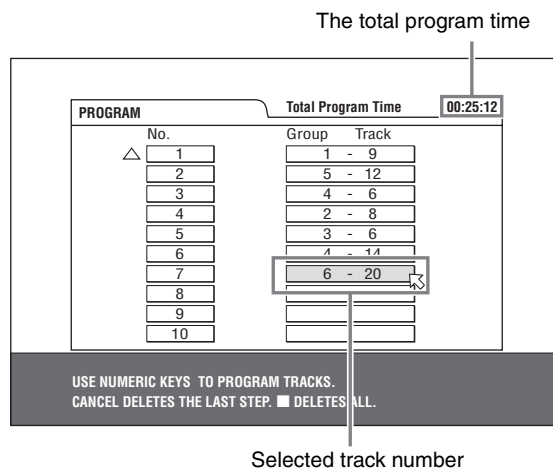 The total program time
PROGRAM Total Program Time 00:25:12
No. Group Track
1 1 - 9
2 5 - 12
3 4 - 6
4 2 - 8
5 3 - 6
6 4 - 14
7 6 - 20
8
9
10
USE NUMERIC KEYS TO PROGRAM TRACKS.
CANCEL DELETES THE LAST STEP. ■ DELETES ALL.
Selected track number